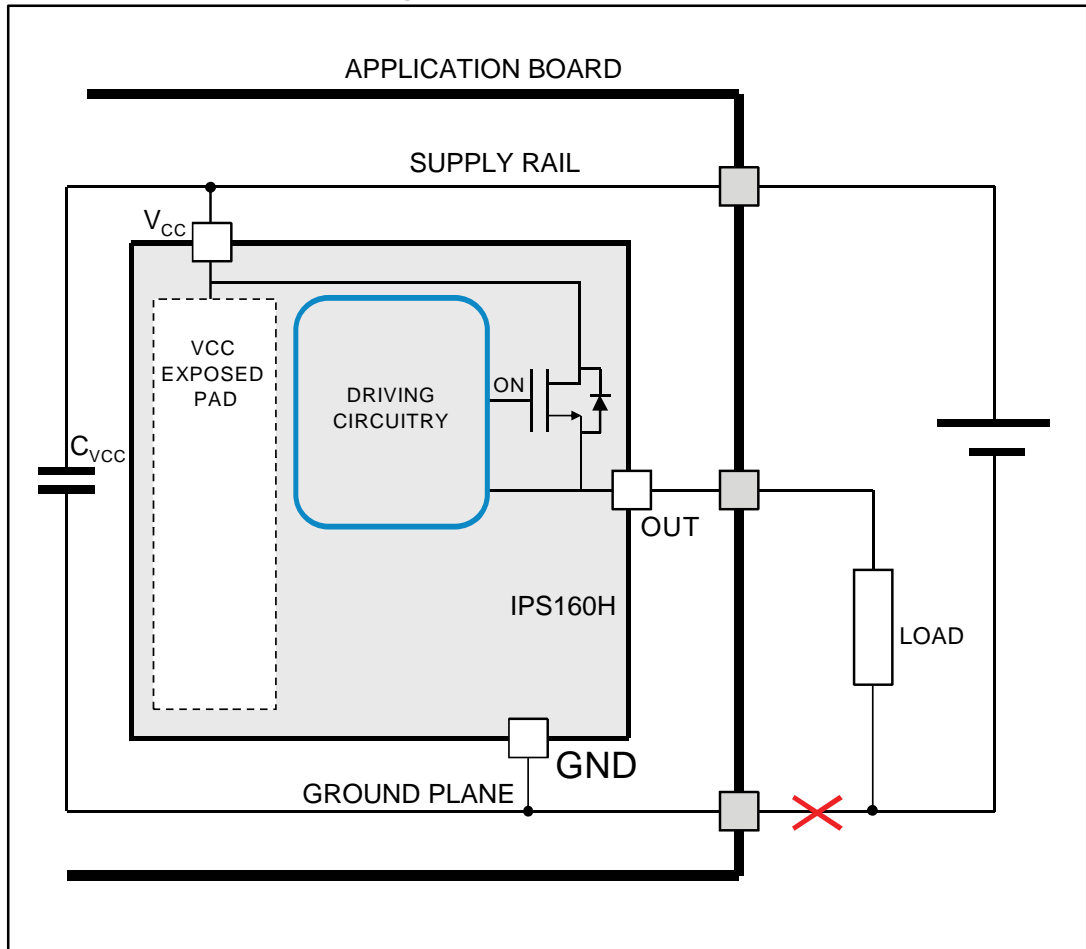 APPLICATION BOARD
SUPPLY RAIL
VCC
VCC
EXPOSED
PAD
DRIVING
CIRCUITRY
ON
CVCC
OUT
IPS160H
LOAD
GND
GROUND PLANE